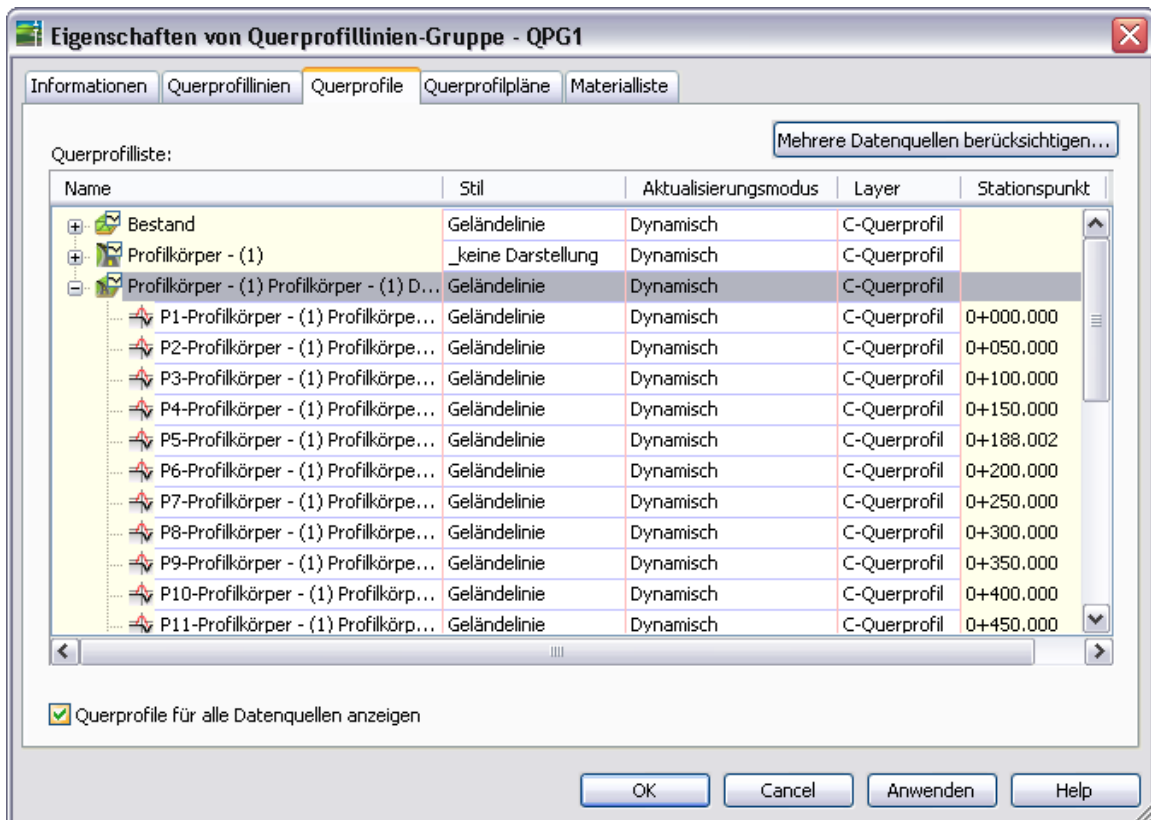 Eigenschaften von Querprofillinien-Gruppe - QPG1
Informationen Querprofillinien Querprofile Querprofilpläne Materialliste
Mehrere Datenquellen berücksichtigen...
Querprofilliste:
Name Stil Aktualisierungsmodus Layer Stationspunkt
Bestand Geländelinie Dynamisch C-Querprofil
Profilkörper - (1) _keine Darstellung Dynamisch C-Querprofil
Profilkörper - (1) Profilkörper - (1) D... Geländelinie Dynamisch C-Querprofil
P1-Profilkörper - (1) Profilkörpe... Geländelinie Dynamisch C-Querprofil 0+000.000
P2-Profilkörper - (1) Profilkörpe... Geländelinie Dynamisch C-Querprofil 0+050.000
P3-Profilkörper - (1) Profilkörpe... Geländelinie Dynamisch C-Querprofil 0+100.000
P4-Profilkörper - (1) Profilkörpe... Geländelinie Dynamisch C-Querprofil 0+150.000
P5-Profilkörper - (1) Profilkörpe... Geländelinie Dynamisch C-Querprofil 0+188.002
P6-Profilkörper - (1) Profilkörpe... Geländelinie Dynamisch C-Querprofil 0+200.000
P7-Profilkörper - (1) Profilkörpe... Geländelinie Dynamisch C-Querprofil 0+250.000
P8-Profilkörper - (1) Profilkörpe... Geländelinie Dynamisch C-Querprofil 0+300.000
P9-Profilkörper - (1) Profilkörpe... Geländelinie Dynamisch C-Querprofil 0+350.000
P10-Profilkörper - (1) Profilkörp... Geländelinie Dynamisch C-Querprofil 0+400.000
P11-Profilkörper - (1) Profilkörp... Geländelinie Dynamisch C-Querprofil 0+450.000
Querprofile für alle Datenquellen anzeigen
OK Cancel Anwenden Help